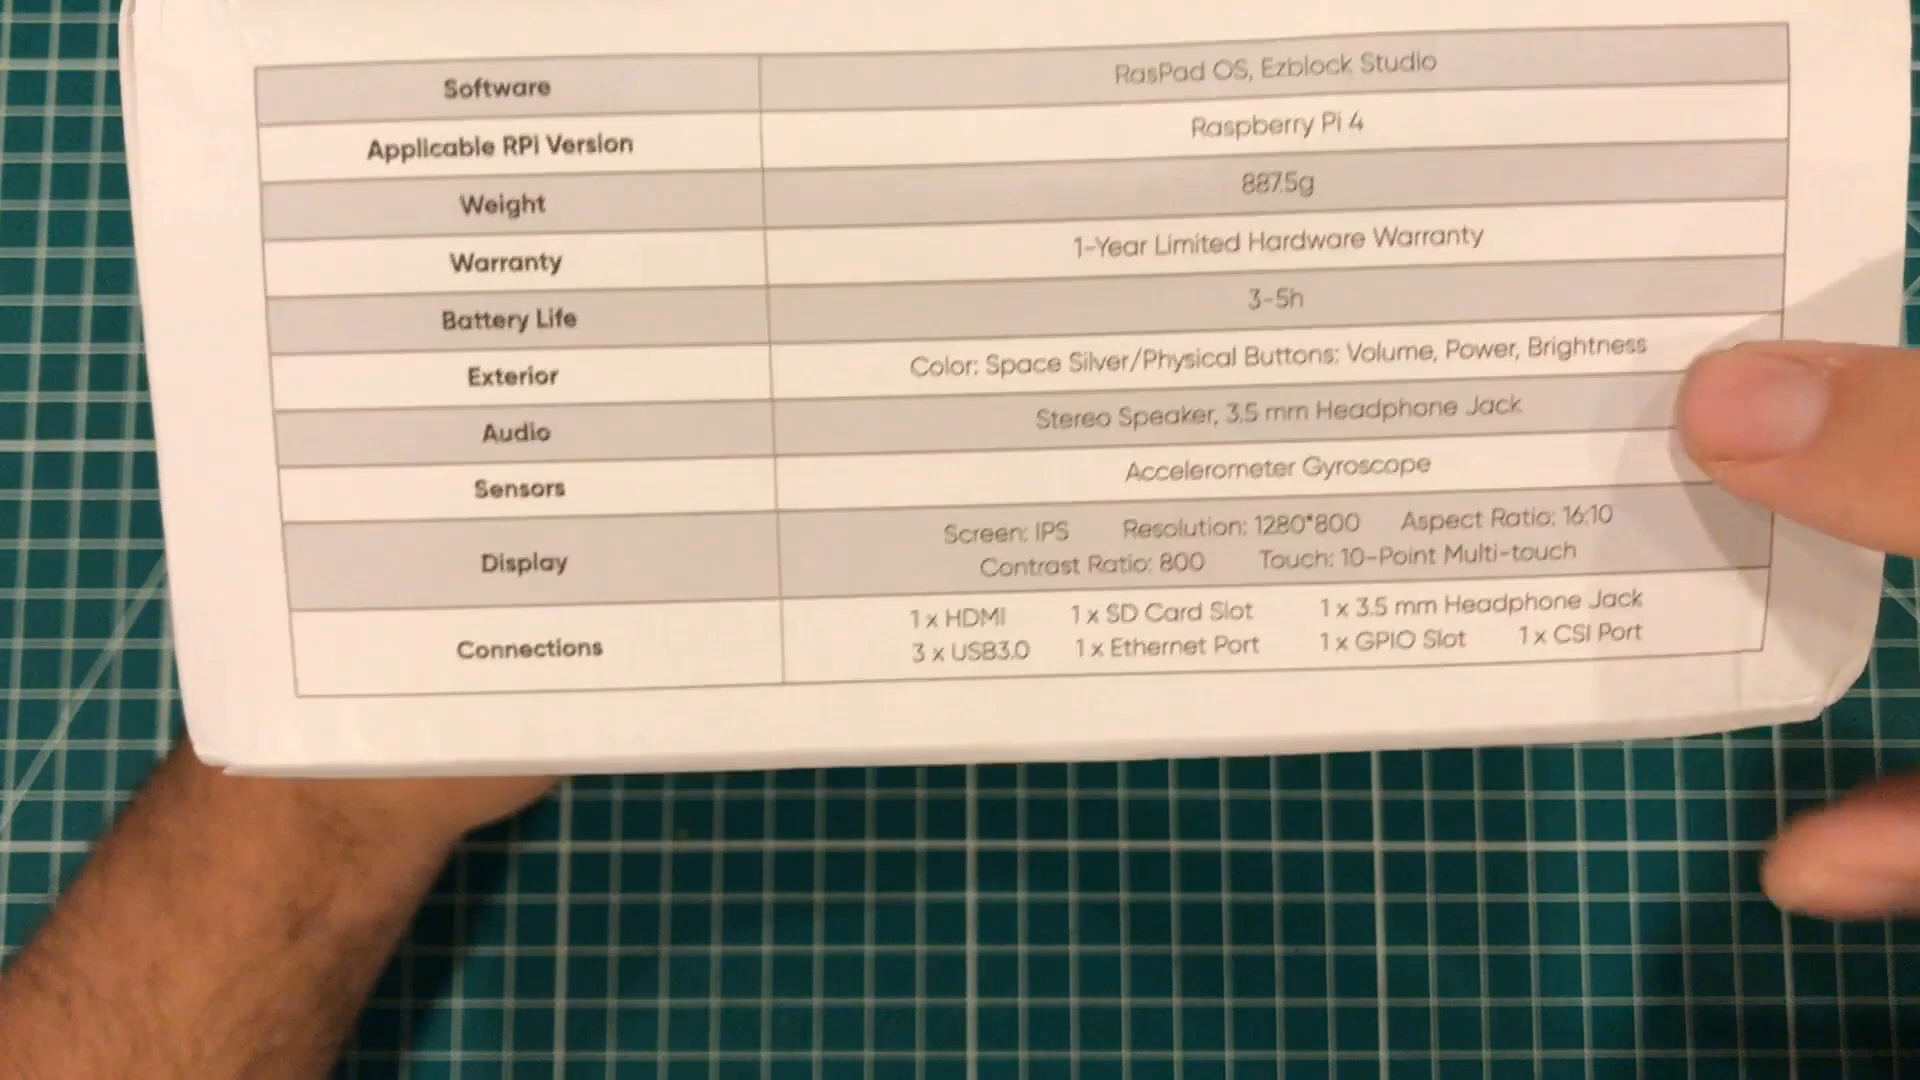 Software RasPad OS, Ezblock Studio
Applicable RPi Version Raspberry Pi 4
Weight 887.5g
Warranty 1-Year Limited Hardware Warranty
Battery Life 3-5h
Exterior Color: Space Silver/Physical Buttons: Volume, Power, Brightness
Audio Stereo Speaker, 3.5 mm Headphone Jack
Sensors Accelerometer Gyroscope
Display Screen: IPS Resolution: 1280*800 Aspect Ratio: 16:10
Contrast Ratio: 800 Touch: 10-Point Multi-touch
Connections 1 x HDMI 1 x SD Card Slot 1 x 3.5 mm Headphone Jack
3 x USB3.0 1 x Ethernet Port 1 x GPIO Slot 1 x CSI Port